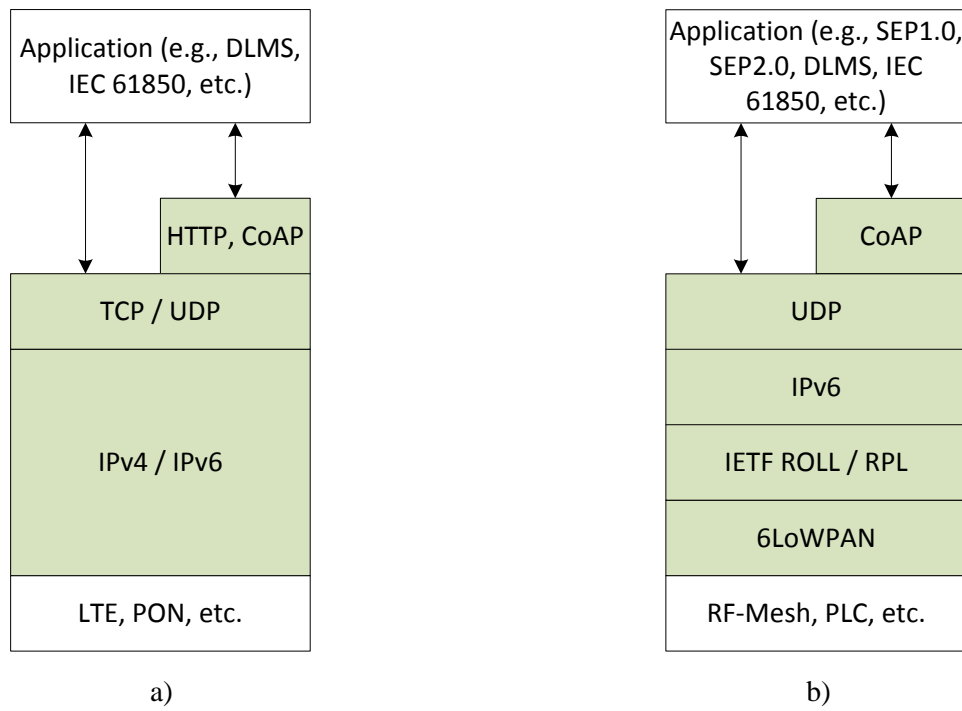 Application (e.g., DLMS,
IEC 61850, etc.)
HTTP, CoAP
TCP / UDP
IPv4 / IPv6
LTE, PON, etc.
a)
Application (e.g., SEP1.0,
SEP2.0, DLMS, IEC
61850, etc.)
CoAP
UDP
IPv6
IETF ROLL / RPL
6LoWPAN
RF-Mesh, PLC, etc.
b)